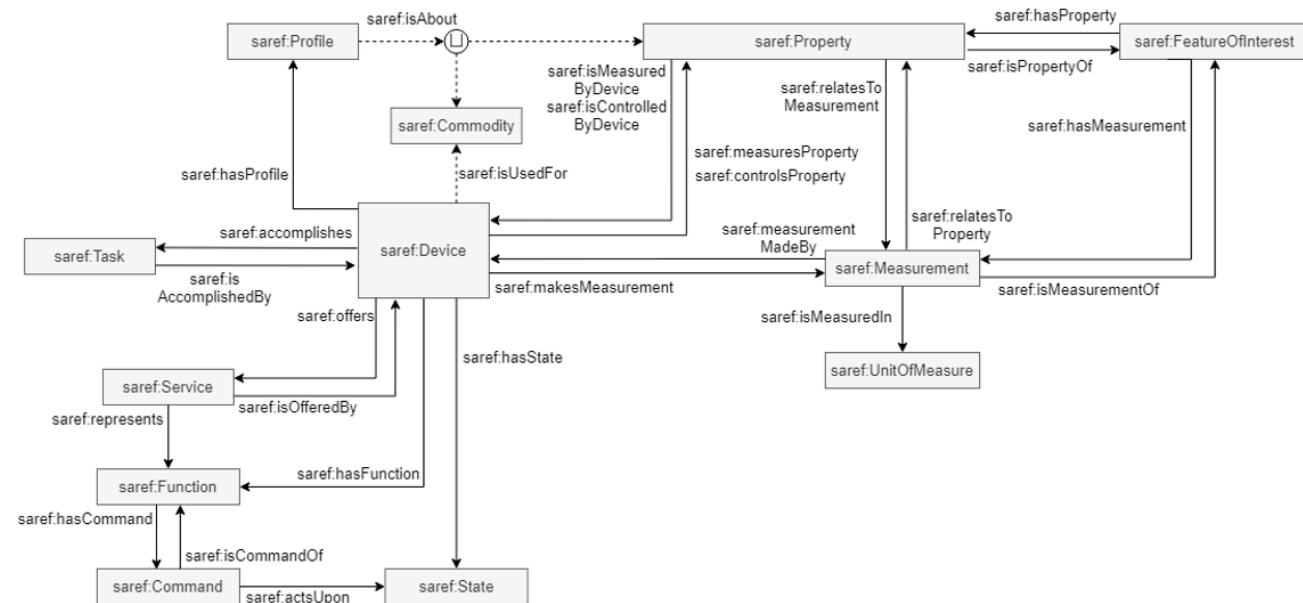 saref:isAbout
saref:hasProperty
saref:Profile
saref:Property
saref:FeatureOfInterest
saref:isPropertyOf
saref:isMeasured
ByDevice
saref:isControlled
ByDevice
saref:relatesTo
Measurement
saref:Commodity
saref:hasMeasurement
saref:measuresProperty
saref:controlsProperty
saref:hasProfile
saref:isUsedFor
saref:accomplishes
saref:Device
saref:measurement
MadeBy
saref:relatesTo
Property
saref:Task
saref:Measurement
saref:is
AccomplishedBy
saref:makesMeasurement
saref:isMeasurementOf
saref:offers
saref:isMeasuredIn
saref:hasState
saref:UnitOfMeasure
saref:Service
saref:isOfferedBy
saref:represents
saref:hasFunction
saref:Function
saref:hasCommand
saref:isCommandOf
saref:Command
saref:State
saref:actsUpon